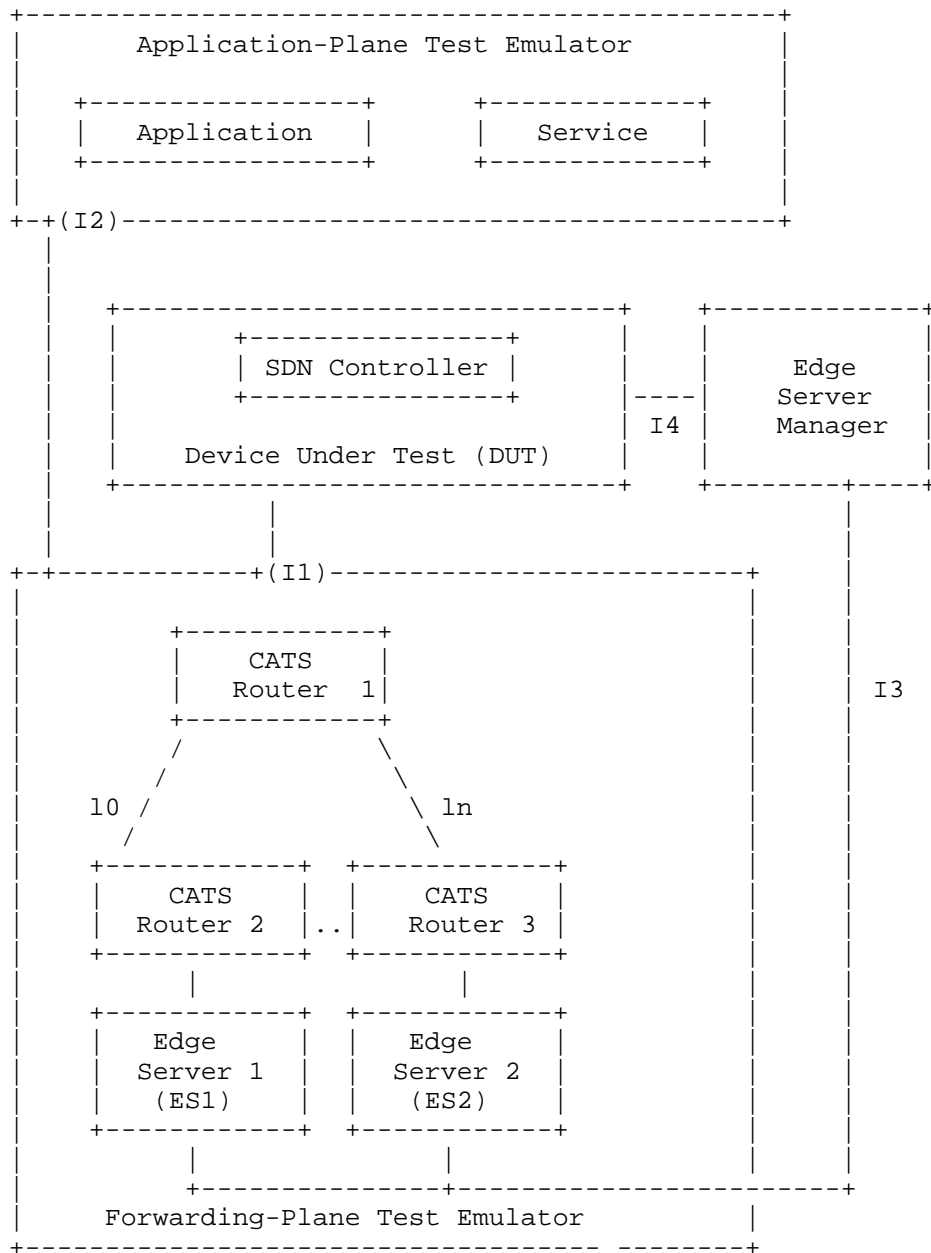 Application-Plane Test Emulator
Application
Service
(I2)
SDN Controller
Device Under Test (DUT)
I4
Edge
Server
Manager
(I1)
CATS
Router 1
I3
l0
ln
CATS
Router 2
..
CATS
Router 3
Edge
Server 1
(ES1)
Edge
Server 2
(ES2)
Forwarding-Plane Test Emulator